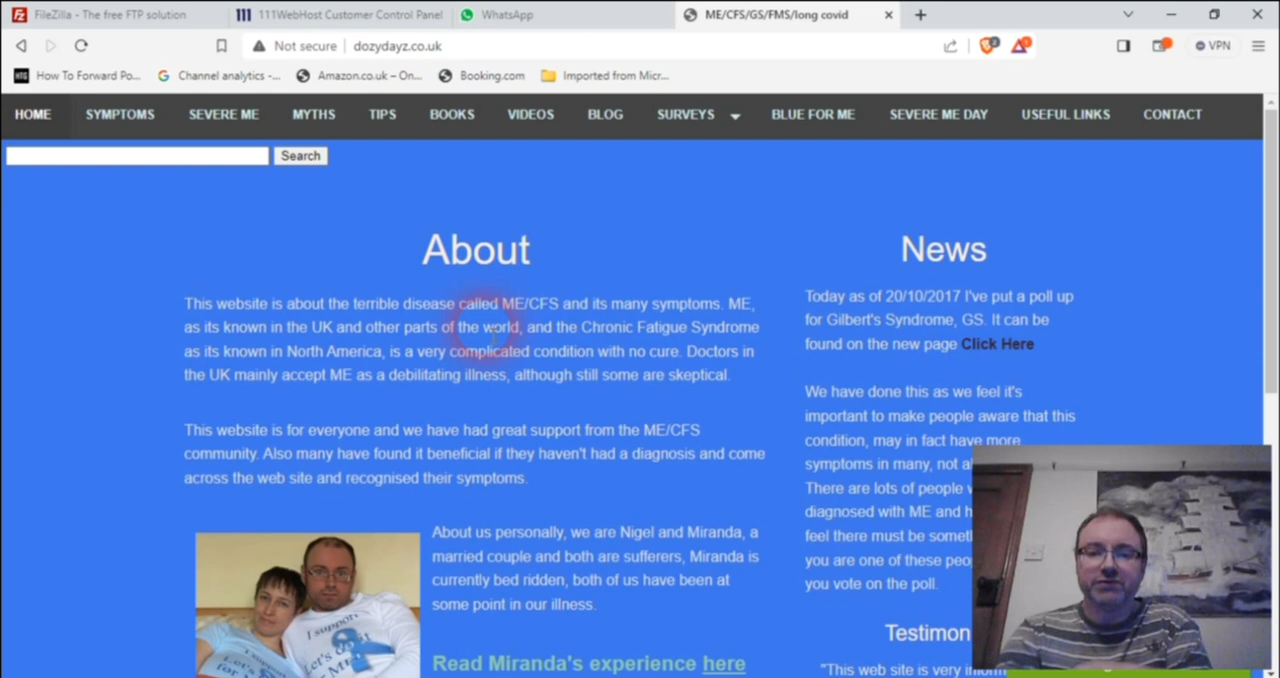 FileZilla - The free FTP solution
111WebHost Customer Control Panel
WhatsApp
ME/CFS/GS/FMS/long covid
Not secure
dozydayz.co.uk
VPN
How To Forward Po...
Channel analytics -...
Amazon.co.uk – On...
Booking.com
Imported from Micr...
HOME SYMPTOMS SEVERE ME MYTHS TIPS BOOKS VIDEOS BLOG SURVEYS BLUE FOR ME SEVERE ME DAY USEFUL LINKS CONTACT
Search
About
This website is about the terrible disease called ME/CFS and its many symptoms. ME,
as its known in the UK and other parts of the world, and the Chronic Fatigue Syndrome
as its known in North America, is a very complicated condition with no cure. Doctors in
the UK mainly accept ME as a debilitating illness, although still some are skeptical.
This website is for everyone and we have had great support from the ME/CFS
community. Also many have found it beneficial if they haven't had a diagnosis and come
across the web site and recognised their symptoms.
About us personally, we are Nigel and Miranda, a
married couple and both are sufferers, Miranda is
currently bed ridden, both of us have been at
some point in our illness.
Read Miranda's experience here
I support
Let's
I support
Let's
News
Today as of 20/10/2017 I've put a poll up
for Gilbert's Syndrome, GS. It can be
found on the new page Click Here
We have done this as we feel it's
important to make people aware that this
condition, may in fact have more
symptoms in many, not
There are lots of people
diagnosed with ME and
feel there must be
you are one of these
you vote on the poll.
Testimon
"This web site is very